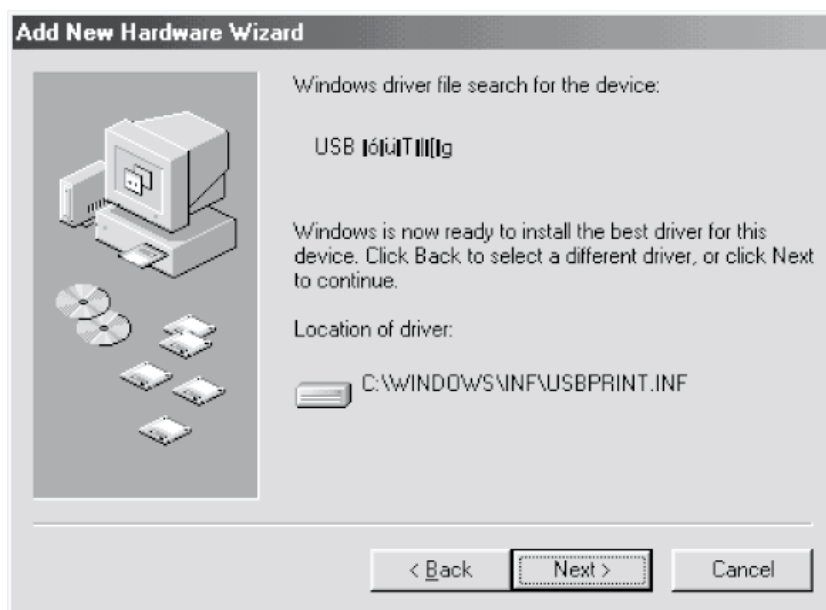 Add New Hardware Wizard
Windows driver file search for the device:
USB
Windows is now ready to install the best driver for this
device. Click Back to select a different driver, or click Next
to continue.
Location of driver:
C:\WINDOWS\INF\USBPRINT.INF
< Back
Next >
Cancel